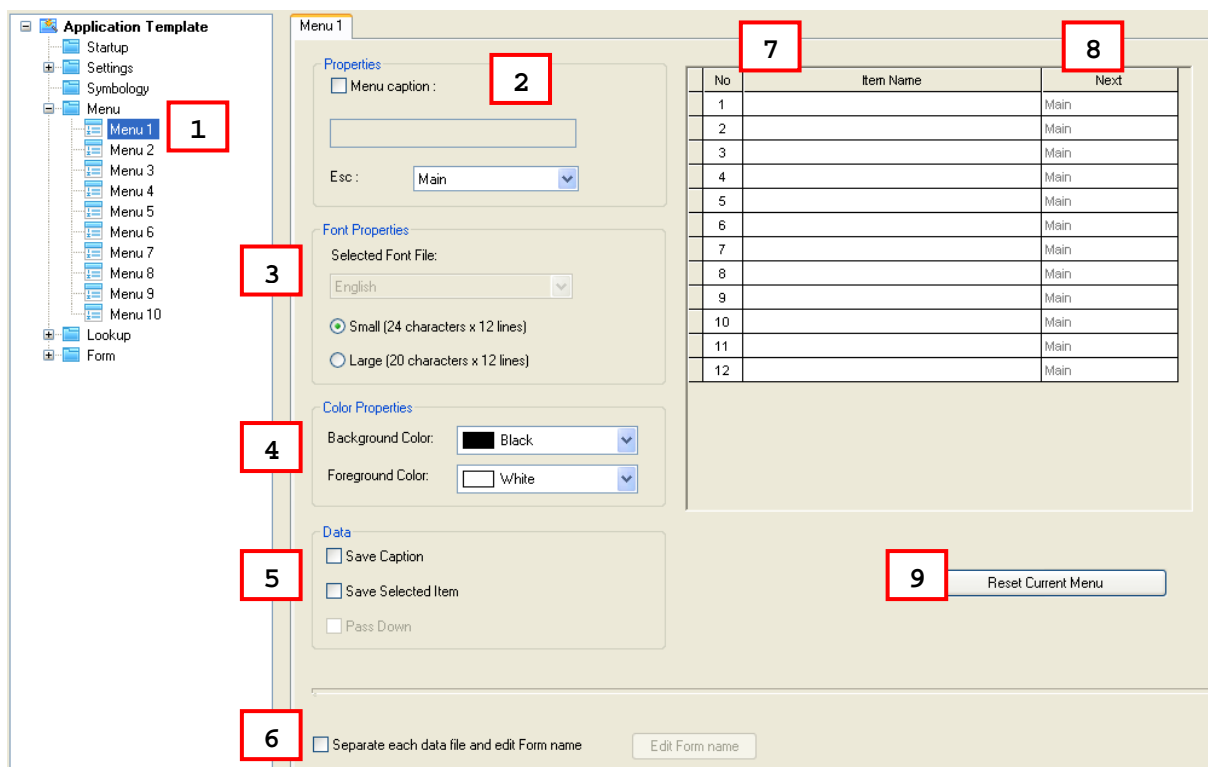 Application Template
Startup
Settings
Symbology
Menu
Menu 1
Menu 2
Menu 3
Menu 4
Menu 5
Menu 6
Menu 7
Menu 8
Menu 9
Menu 10
Lookup
Form
1
Menu 1
Properties
Menu caption :
2
Esc :
Main
Font Properties
3
Selected Font File:
English
Small (24 characters x 12 lines)
Large (20 characters x 12 lines)
Color Properties
4
Background Color:
Black
Foreground Color:
White
Data
5
Save Caption
Save Selected Item
Pass Down
6
Separate each data file and edit Form name
Edit Form name
7
8
No Item Name Next
1 Main
2 Main
3 Main
4 Main
5 Main
6 Main
7 Main
8 Main
9 Main
10 Main
11 Main
12 Main
9
Reset Current Menu